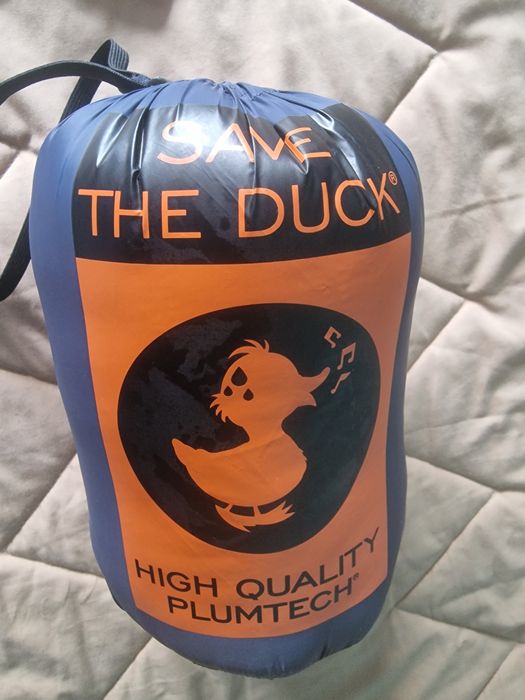 SAVE
THE DUCK®
HIGH QUALITY
PLUMTECH®